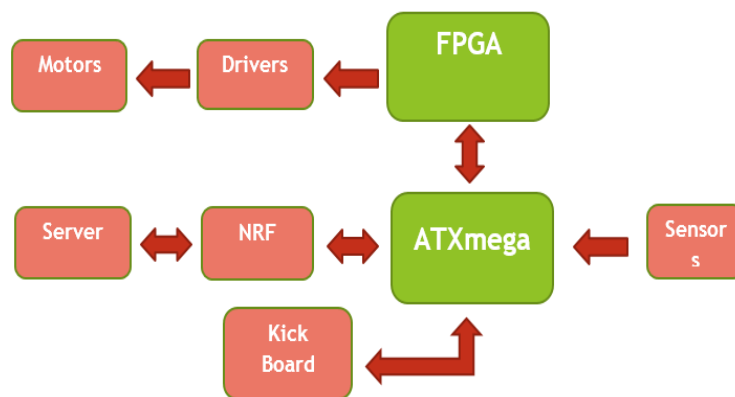 FPGA
Motors
Drivers
Server
NRF
ATXmega
Sensor
s
Kick
Board